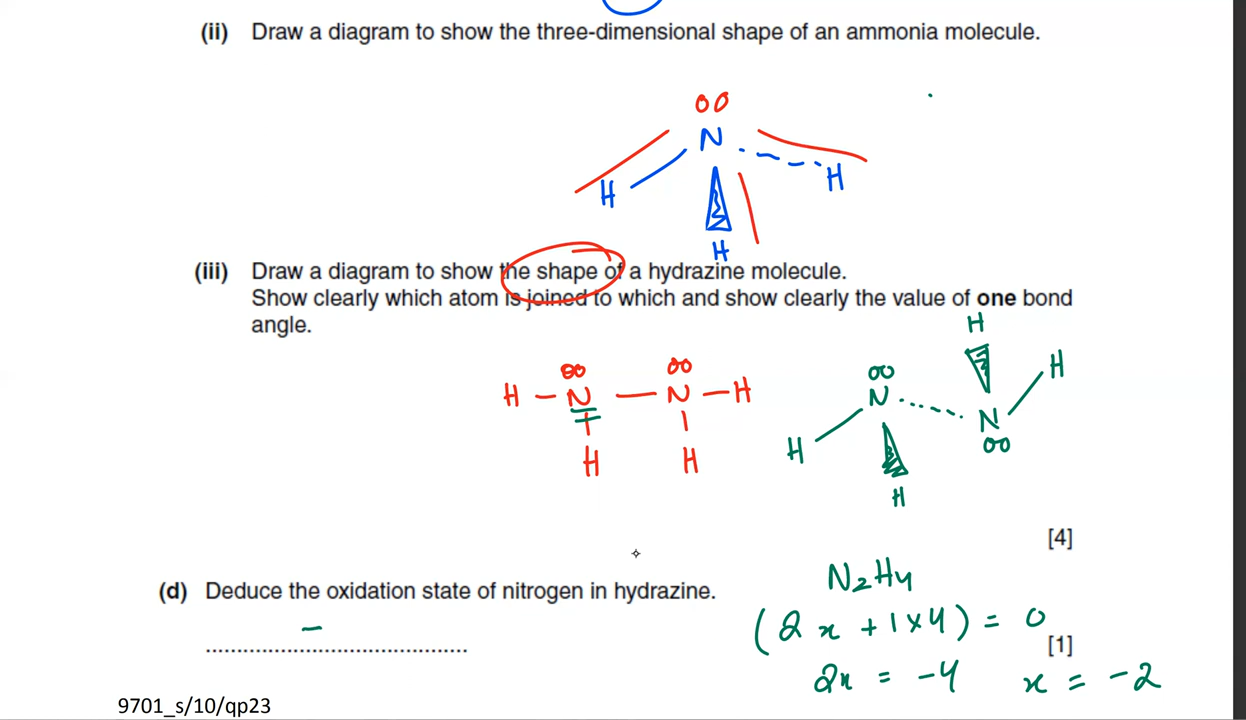 (ii) Draw a diagram to show the three-dimensional shape of an ammonia molecule.
N
H H
H
(iii) Draw a diagram to show the shape of a hydrazine molecule.
Show clearly which atom is joined to which and show clearly the value of one bond
angle.
H
H
H N N H
N
N
H
H H
H
[4]
N₂H₄
(d) Deduce the oxidation state of nitrogen in hydrazine.
(2x + 1×4) = 0
–
........................................... [1]
2x = -4 x = -2
9701_s/10/qp23